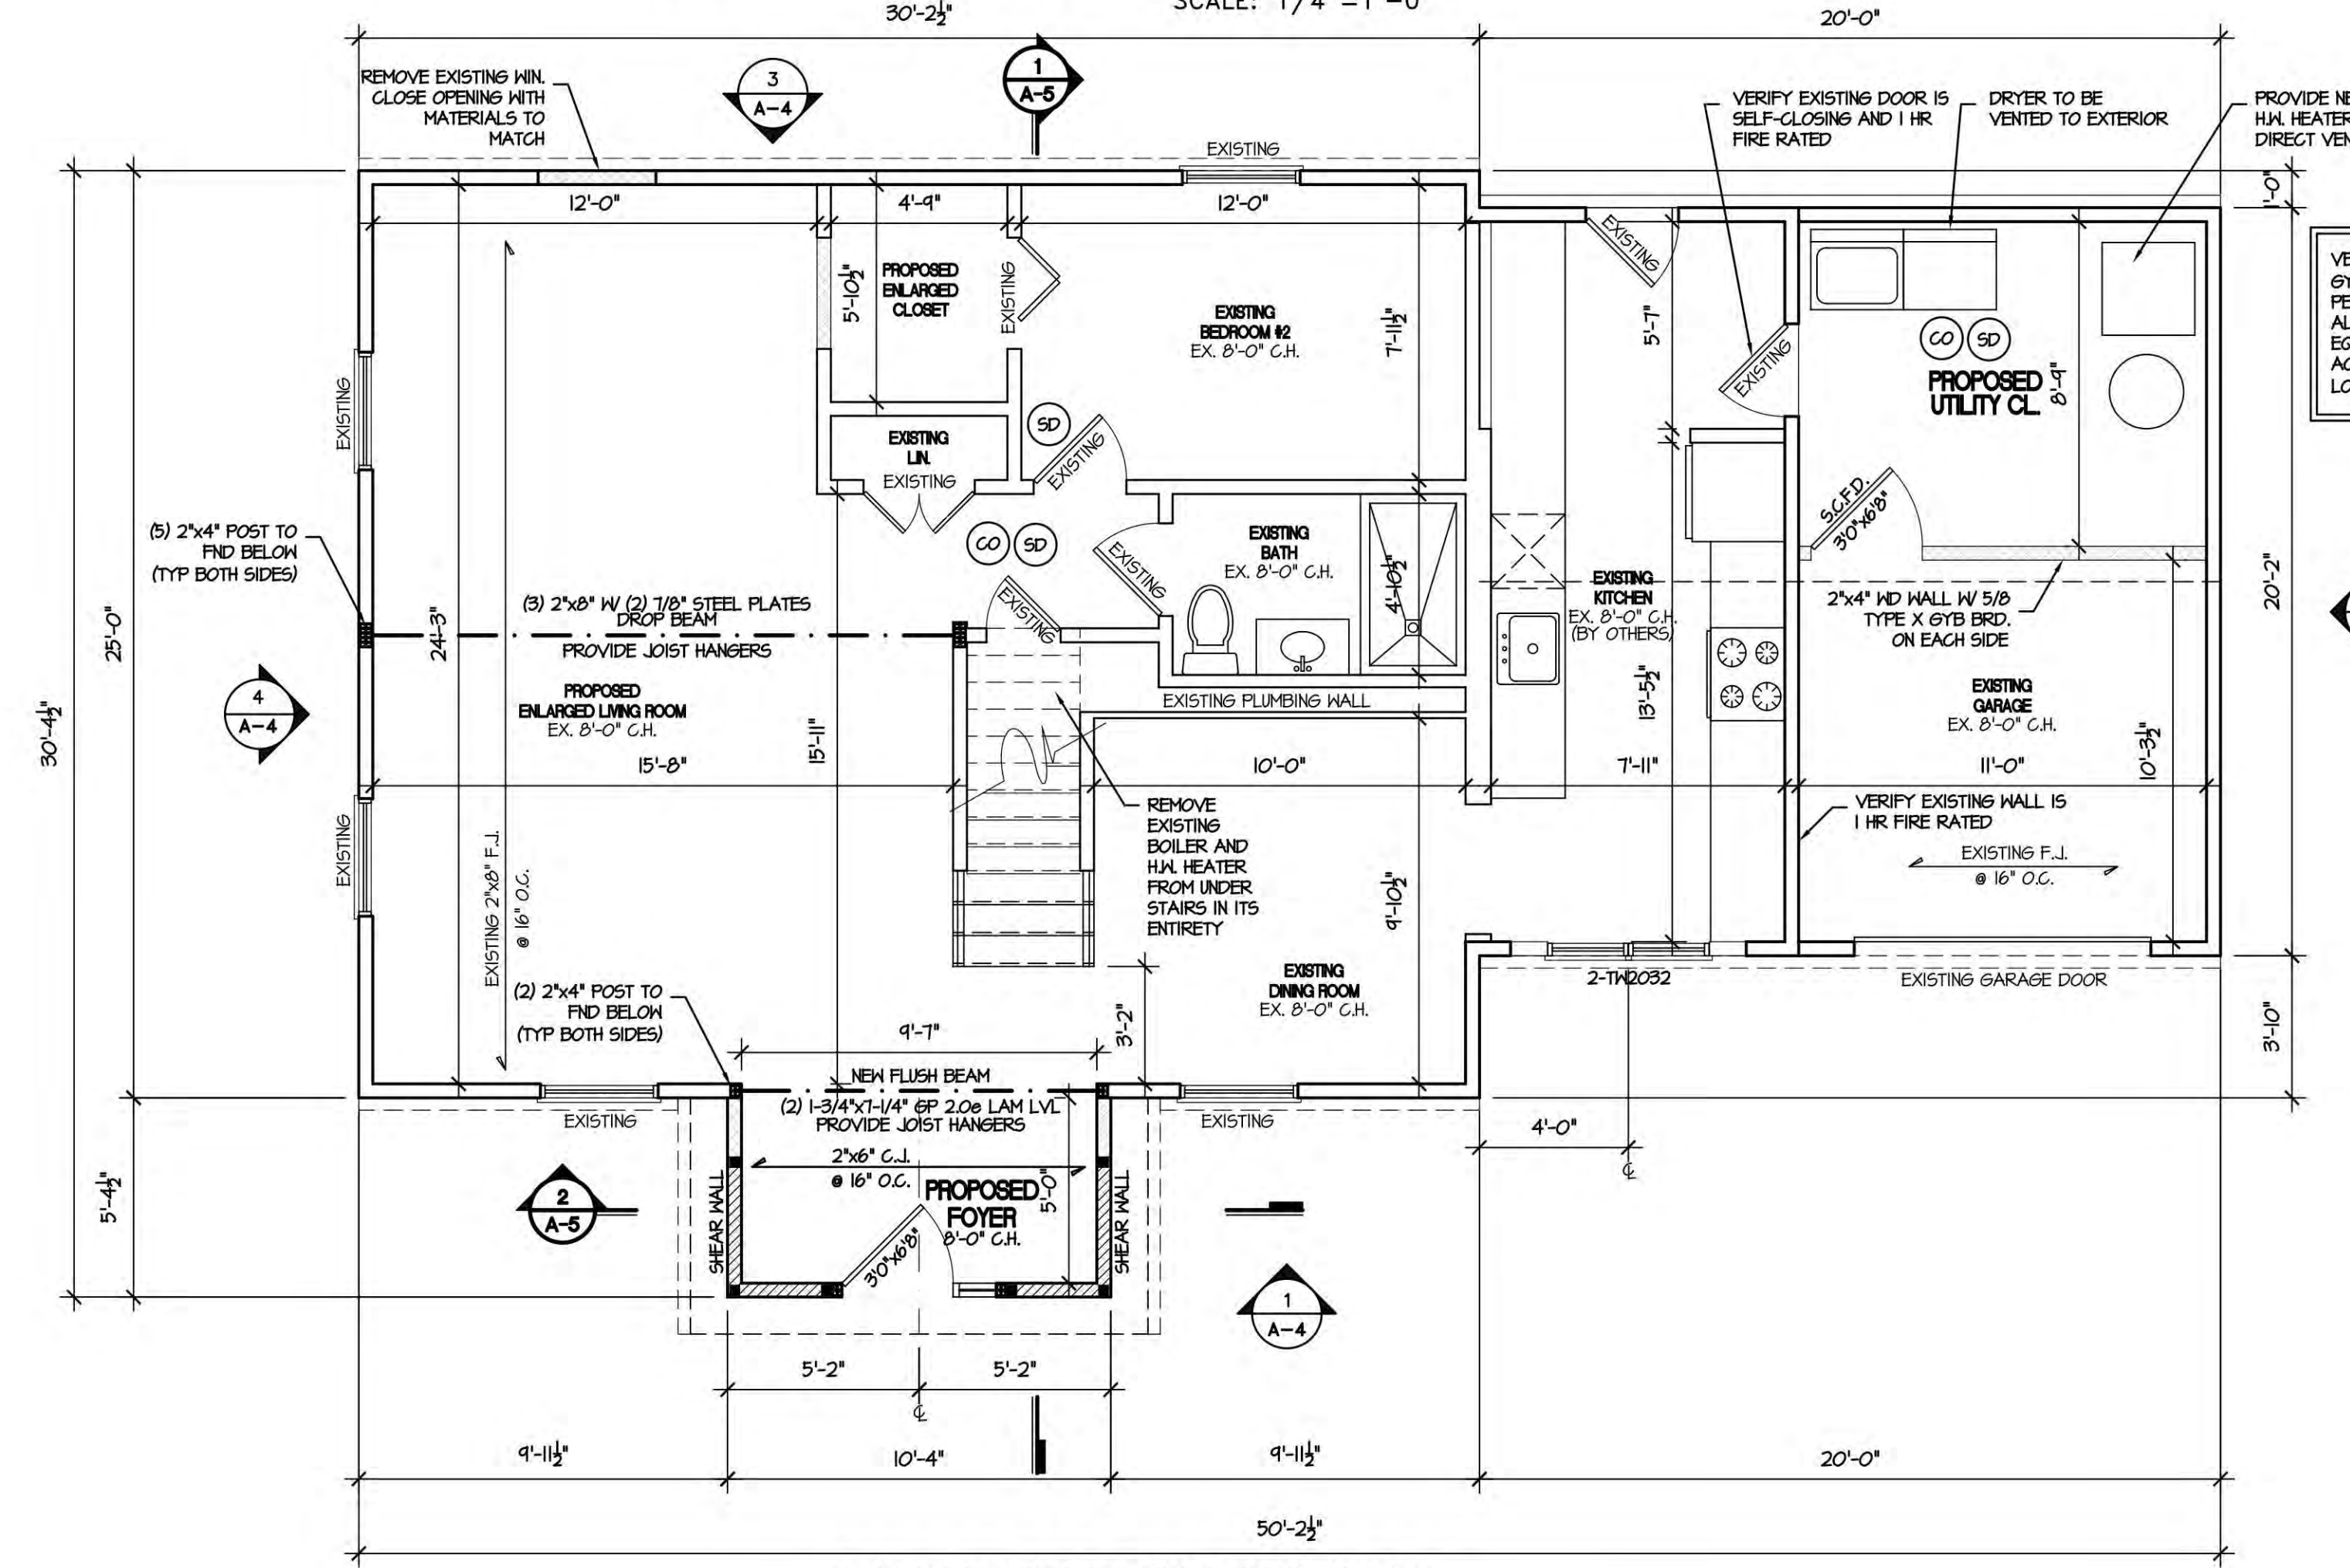 SCALE: 1/4"=1'-0"
30'-2½"
20'-0"
REMOVE EXISTING WIN.
CLOSE OPENING WITH
MATERIALS TO
MATCH
3
A-4
1
A-5
VERIFY EXISTING DOOR IS
SELF-CLOSING AND 1 HR
FIRE RATED
DRYER TO BE
VENTED TO EXTERIOR
PROVIDE
H.W. HEATER
DIRECT
EXISTING
1'-0"
12'-0"
4'-9"
12'-0"
EXISTING
PROPOSED
ENLARGED
CLOSET
5'-10½"
EXISTING
EXISTING
BEDROOM #2
EX. 8'-0" C.H.
7'-11½"
5'-7"
EXISTING
CO
SD
PROPOSED
UTILITY CL.
8'-9"
EXISTING
SD
EXISTING
EXISTING
LIN.
EXISTING
(5) 2"x4" POST TO
FND BELOW
(TYP BOTH SIDES)
CO
SD
EXISTING
EXISTING
EXISTING
BATH
EX. 8'-0" C.H.
4'-10½"
S.C.F.D.
3'0"x6'8"
EXISTING
KITCHEN
EX. 8'-0" C.H.
(BY OTHERS)
2"x4" WD WALL W/ 5/8
TYPE X GYB BRD.
ON EACH SIDE
20'-2"
25'-0"
24'-3"
(3) 2"x8" W/ (2) 7/8" STEEL PLATES
DROP BEAM
PROVIDE JOIST HANGERS
PROPOSED
ENLARGED LIVING ROOM
EX. 8'-0" C.H.
4
A-4
30'-4½"
EXISTING PLUMBING WALL
EXISTING
GARAGE
EX. 8'-0" C.H.
13'-5½"
10'-3½"
15'-11"
15'-8"
10'-0"
7'-11"
11'-0"
REMOVE
EXISTING
BOILER AND
H.W. HEATER
FROM UNDER
STAIRS IN ITS
ENTIRETY
VERIFY EXISTING WALL IS
1 HR FIRE RATED
EXISTING
EXISTING 2"x8" F.J.
@ 16" O.C.
9'-10½"
EXISTING F.J.
@ 16" O.C.
EXISTING
DINING ROOM
EX. 8'-0" C.H.
2-TW2032
EXISTING GARAGE DOOR
(2) 2"x4" POST TO
FND BELOW
(TYP BOTH SIDES)
9'-7"
3'-2"
3'-10"
NEW FLUSH BEAM
(2) 1-3/4"x7-1/4" GP 2.0e LAM LVL
PROVIDE JOIST HANGERS
EXISTING
EXISTING
4'-0"
2"x6" C.J.
@ 16" O.C.
PROPOSED
FOYER
8'-0" C.H.
5'-0"
5'-4½"
2
A-5
SHEAR WALL
SHEAR WALL
3'0"x6'8"
1
A-4
5'-2"
5'-2"
9'-11½"
10'-4"
9'-11½"
20'-0"
50'-2½"